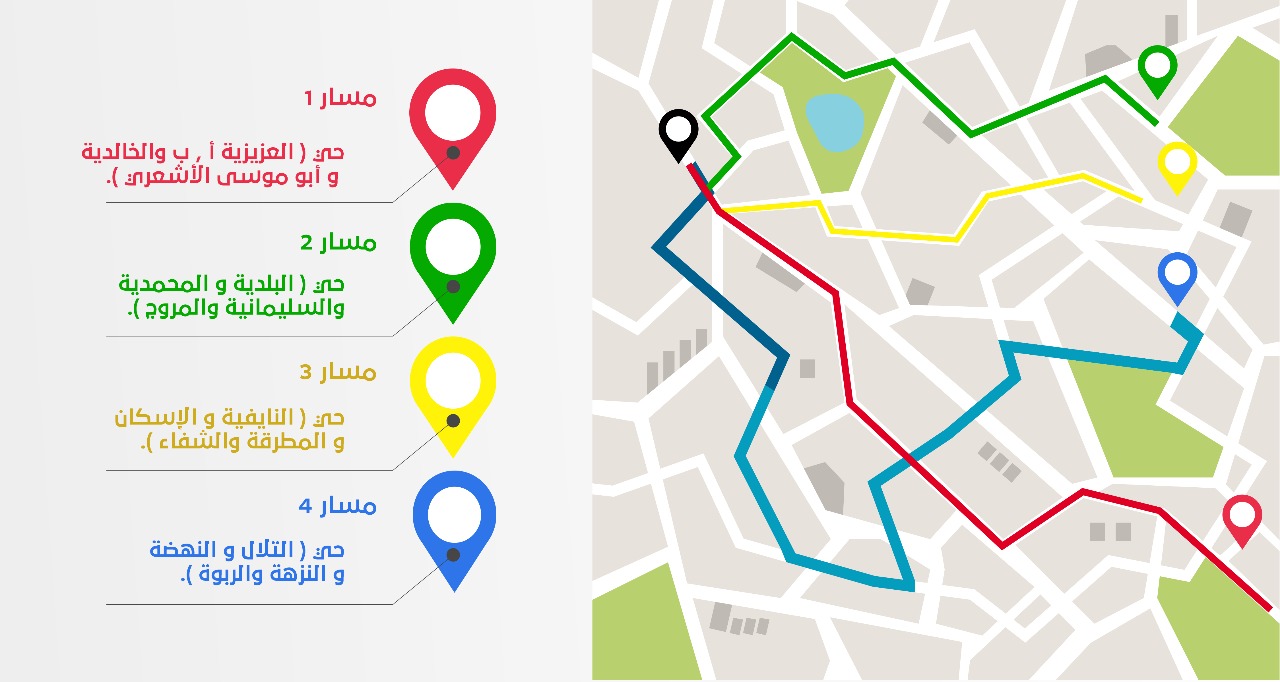 مسار 1
حي ( العزيزية أ , ب والخالدية
و أبو موسى الأشعري ).
مسار 2
حي ( البلدية و المحمدية
والسليمانية والمروج ).
مسار 3
حي ( النايفية و الإسكان
و المطرقة والشفاء ).
مسار 4
حي ( التلال و النهضة
و النزهة والربوة ).